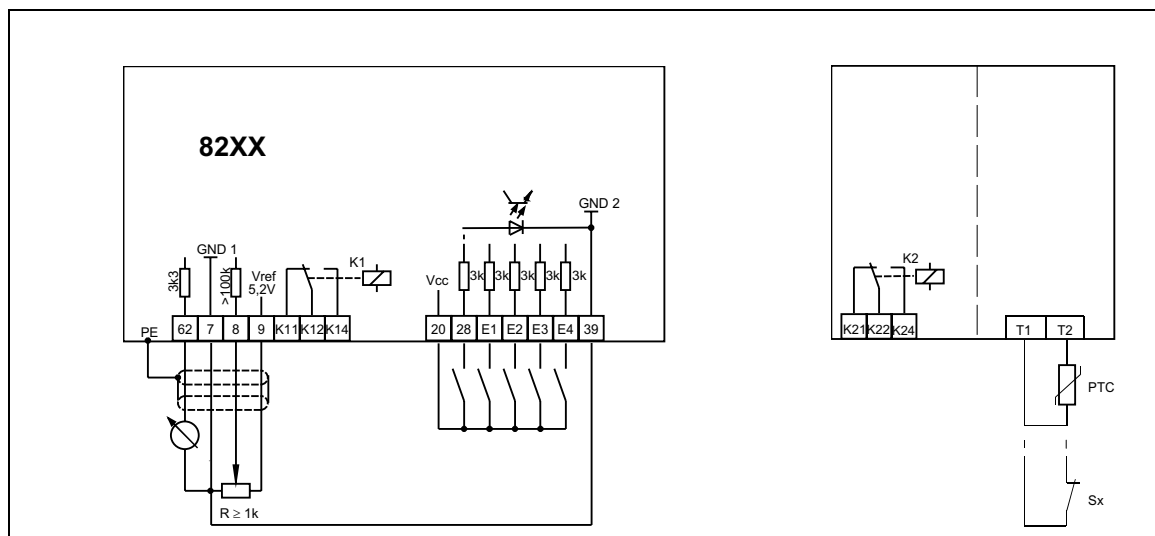 82XX
GND 2
GND 1
K1
K2
3k3
>100k
Vref
5,2V
Vcc
3k
3k
3k
3k
3k
PE
62
7
8
9
K11
K12
K14
20
28
E1
E2
E3
E4
39
K21
K22
K24
T1
T2
PTC
R ≥ 1k
Sx